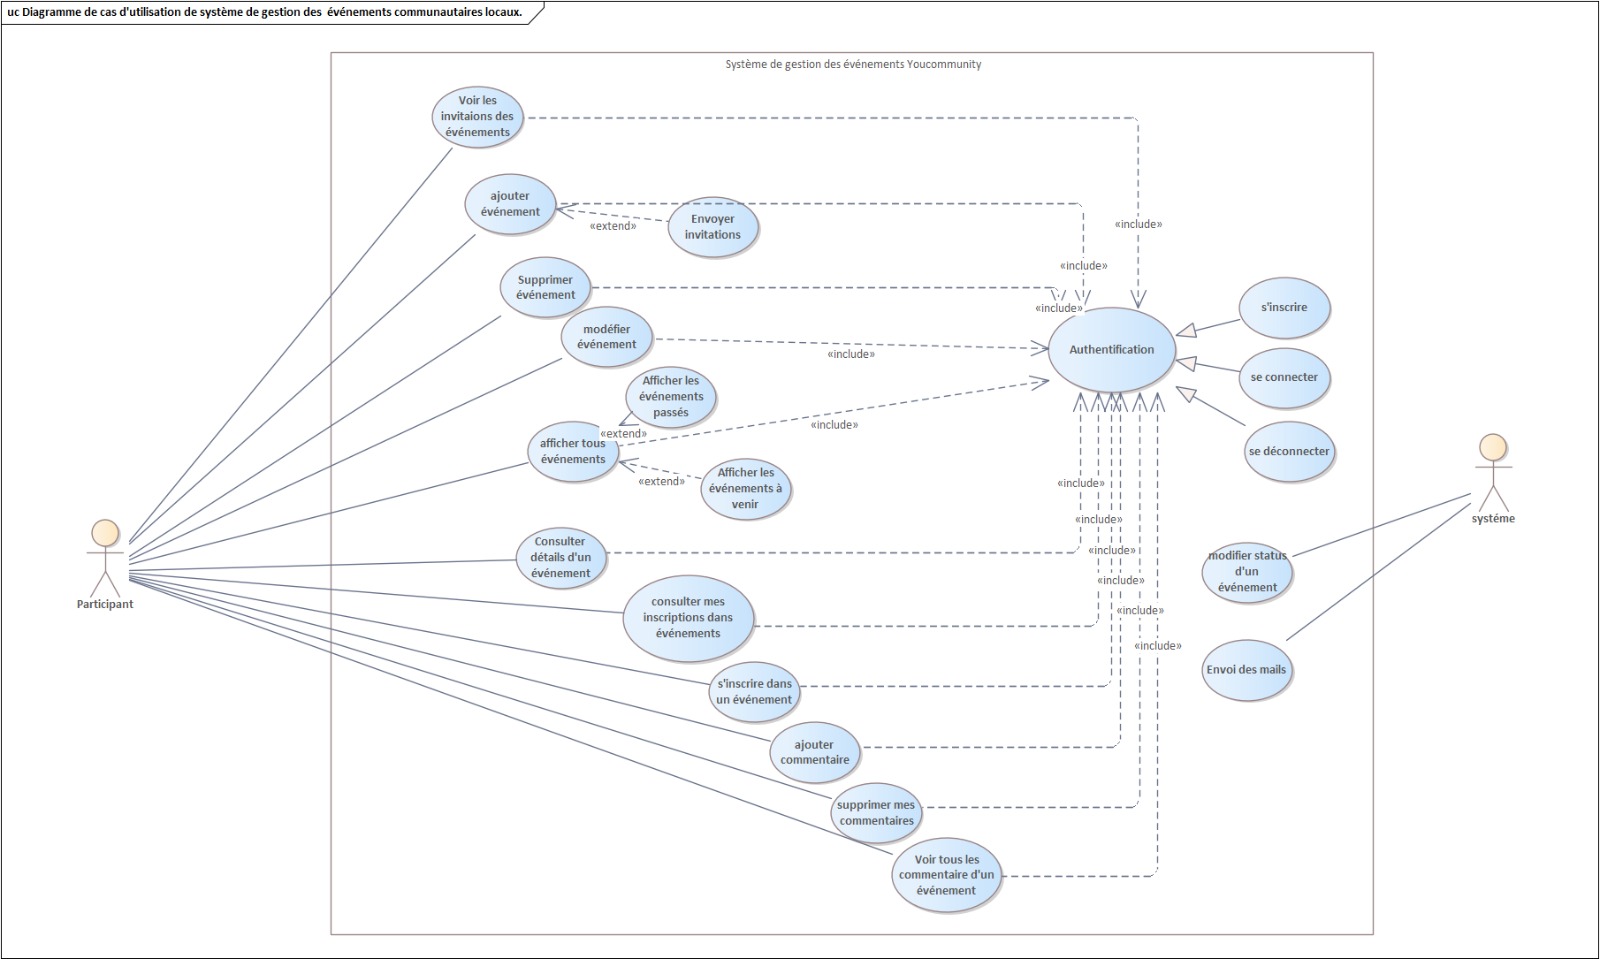 uc Diagramme de cas d'utilisation de système de gestion des  événements communautaires locaux.
Système de gestion des événements Youcommunity
Voir les
invitaions des
événements
«include»
ajouter
événement
«extend»
Envoyer
invitations
«include»
Supprimer
événement
«include»
modéfier
événement
«include»
Authentification
s'inscrire
se connecter
se déconnecter
Afficher les
événements
passés
«extend»
«include»
afficher tous
événements
«extend»
Afficher les
événements à
venir
«include»
«include»
«include»
«include»
«include»
«include»
systéme
Consulter
détails d'un
événement
modifier status
d'un
événement
Participant
consulter mes
inscriptions dans
événements
Envoi des mails
s'inscrire dans
un événement
ajouter
commentaire
supprimer mes
commentaires
Voir tous les
commentaire d'un
événement